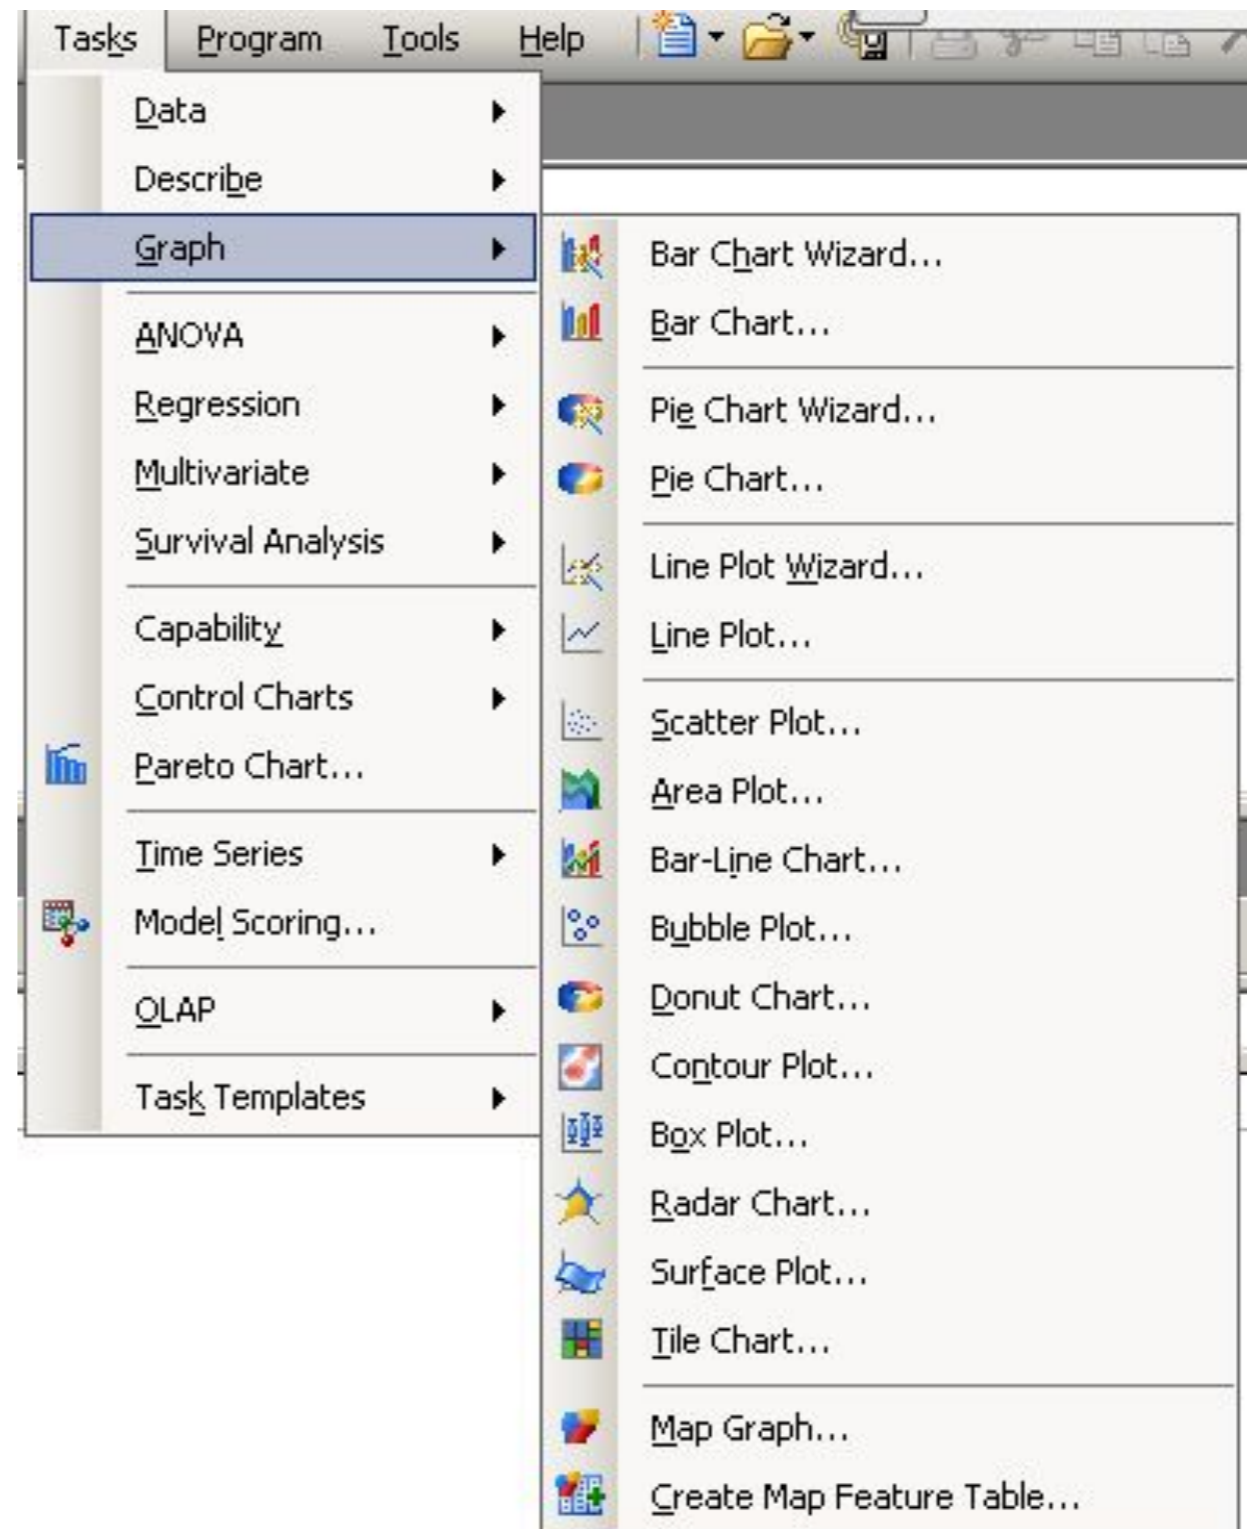 Tasks Program Tools Help
Data
Describe
Graph
ANOVA
Regression
Multivariate
Survival Analysis
Capability
Control Charts
Pareto Chart...
Time Series
Model Scoring...
OLAP
Task Templates
Bar Chart Wizard...
Bar Chart...
Pie Chart Wizard...
Pie Chart...
Line Plot Wizard...
Line Plot...
Scatter Plot...
Area Plot...
Bar-Line Chart...
Bubble Plot...
Donut Chart...
Contour Plot...
Box Plot...
Radar Chart...
Surface Plot...
Tile Chart...
Map Graph...
Create Map Feature Table...